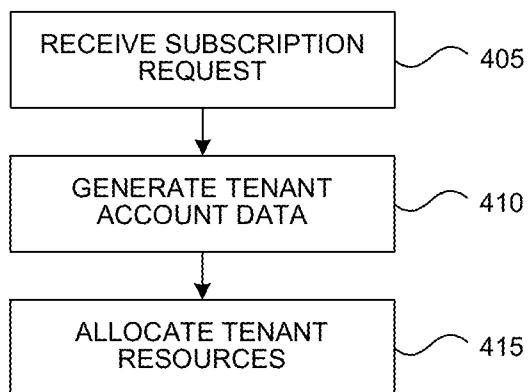 RECEIVE SUBSCRIPTION
REQUEST
405
GENERATE TENANT
ACCOUNT DATA
410
ALLOCATE TENANT
RESOURCES
415